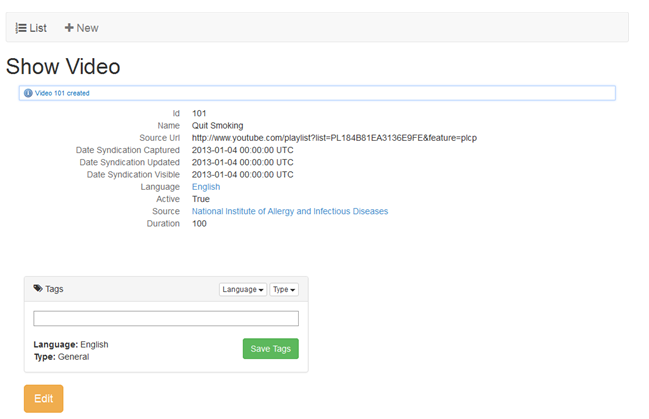 List New
Show Video
Video 101 created
Id 101
Name Quit Smoking
Source Url http://www.youtube.com/playlist?list=PL184B81EA3136E9FE&feature=plcp
Date Syndication Captured 2013-01-04 00:00:00 UTC
Date Syndication Updated 2013-01-04 00:00:00 UTC
Date Syndication Visible 2013-01-04 00:00:00 UTC
Language English
Active True
Source National Institute of Allergy and Infectious Diseases
Duration 100
Tags Language Type
Language: English
Type: General
Save Tags
Edit